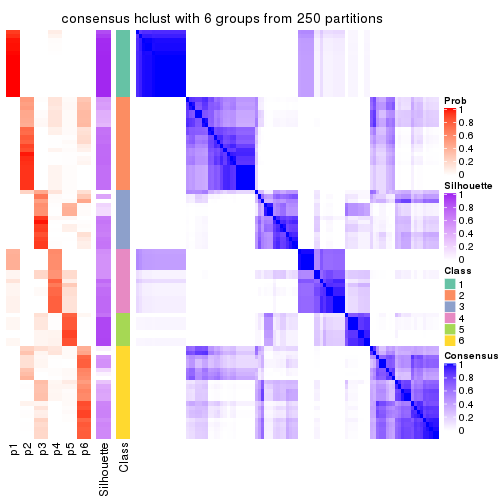 consensus hclust with 6 groups from 250 partitions
Prob
1
0.8
0.6
0.4
0.2
0
Silhouette
1
0.8
0.6
0.4
0.2
0
Class
1
2
3
4
5
6
Consensus
1
0.8
0.6
0.4
0.2
0
p1
p2
p3
p4
p5
p6
Silhouette
Class